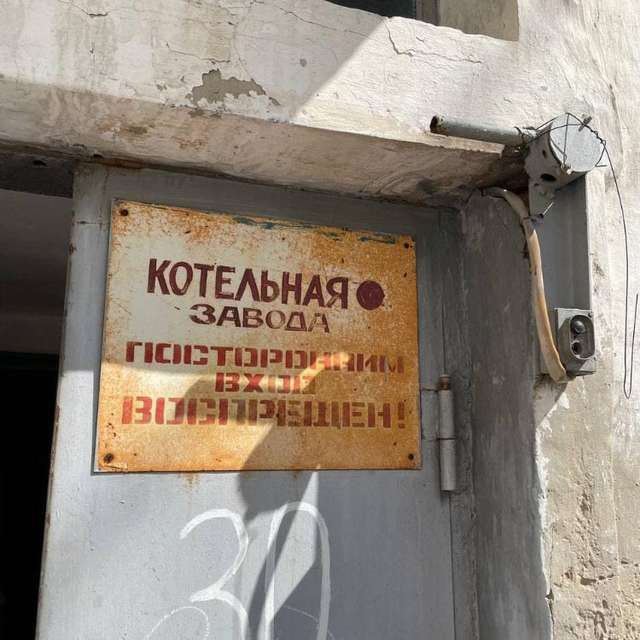 КОТЕЛЬНАЯ
ЗАВОДА
ПОСТОРОННИМ
ВХОД
ВОСПРЕЩЕН!
30